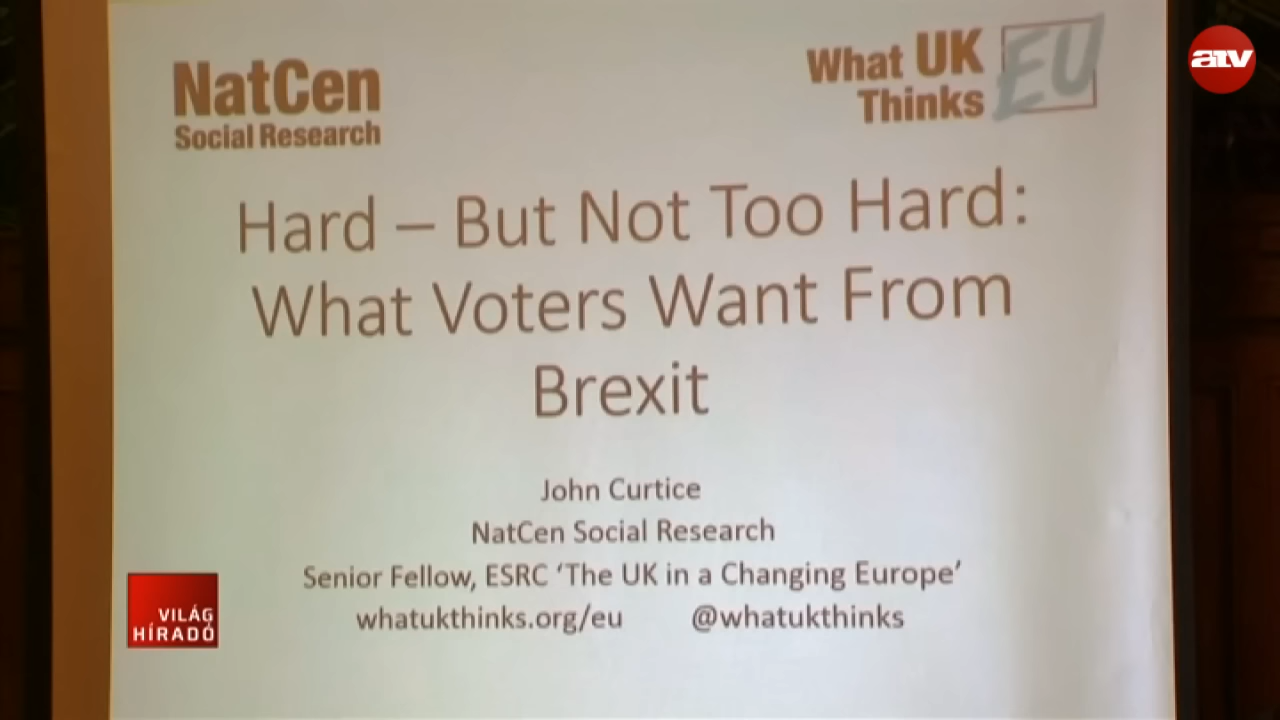 NatCen
Social Research
What UK
Thinks
EU
atv
Hard – But Not Too Hard:
What Voters Want From
Brexit
John Curtice
NatCen Social Research
Senior Fellow, ESRC ‘The UK in a Changing Europe’
whatukthinks.org/eu @whatukthinks
VILÁG
HÍRADÓ